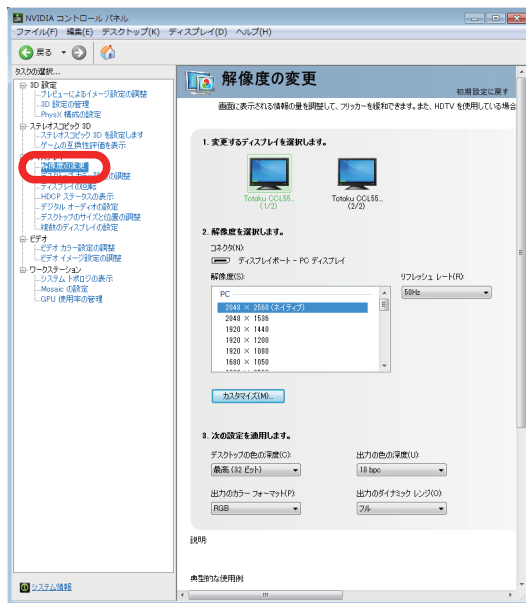 NVIDIA コントロール パネル
ファイル(F) 編集(E) デスクトップ(K) ディスプレイ(D) ヘルプ(H)
戻る
タスクの選択...
3D 設定
プレビューによるイメージ設定の調整
3D 設定の管理
PhysX 構成の設定
ステレオスコピック 3D
ステレオスコピック 3D を設定します
ゲームの互換性評価を表示
解像度の変更
の調整
ディスプレイの回転
HDCP ステータスの表示
デジタル オーディオの設定
デスクトップのサイズと位置の調整
複数のディスプレイの設定
ビデオ
ビデオ カラー設定の調整
ビデオ イメージ設定の調整
ワークステーション
システム トポロジの表示
Mosaic の設定
GPU 使用率の管理
システム情報
解像度の変更
初期設定に戻す
画面に表示される情報の量を調整して、フリッカーを緩和できます。また、HDTV を使用している場合
1. 変更するディスプレイを選択します。
Totoku CCL55... Totoku CCL55...
(1/2) (2/2)
2. 解像度を選択します。
コネクタ(N):
ディスプレイポート - PC ディスプレイ
解像度(S): リフレッシュ レート(R):
PC 50Hz
2048 × 2560 (ネイティブ)
2048 × 1536
1920 × 1440
1920 × 1200
1920 × 1080
1680 × 1050
カスタマイズ(M)...
3. 次の設定を適用します。
デスクトップの色の深度(C): 出力の色の深度(U):
最高 (32 ビット) 10 bpc
出力のカラー フォーマット(P): 出力のダイナミック レンジ(O):
RGB フル
説明:
典型的な使用例: